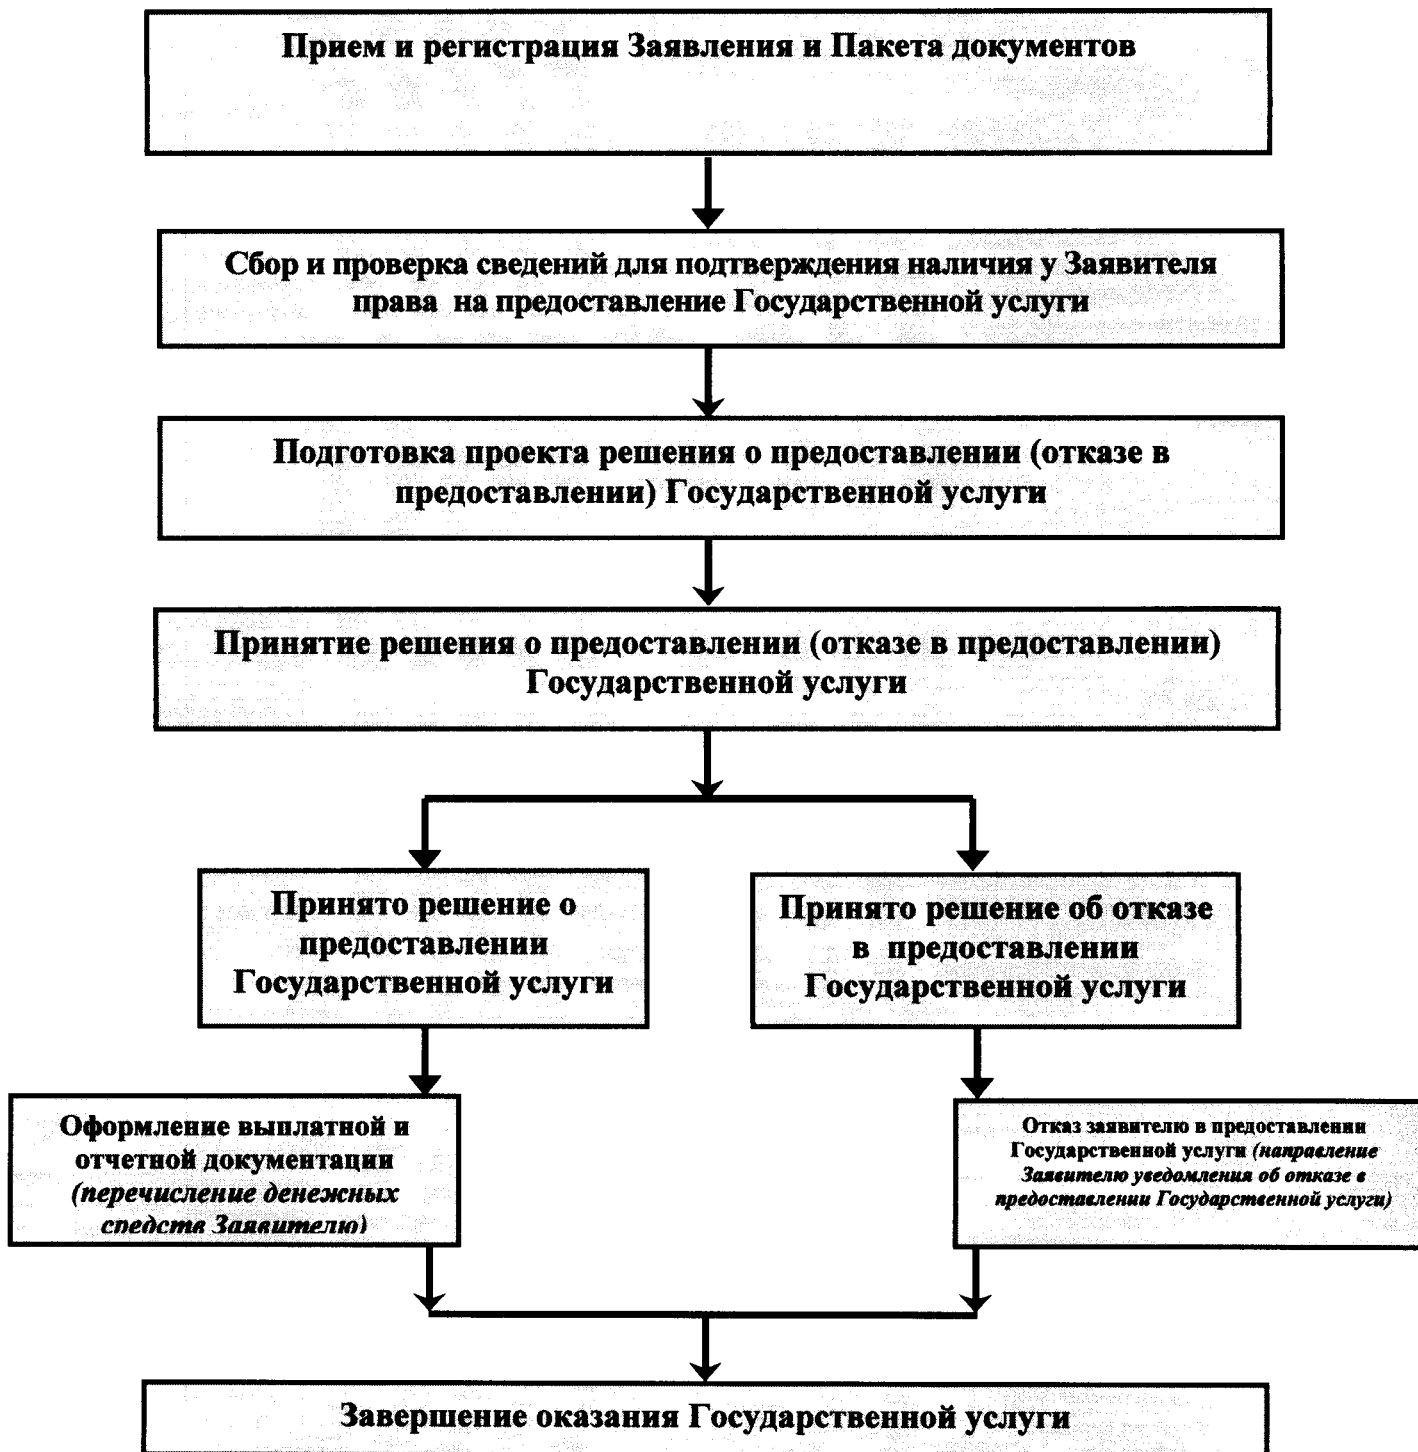 Прием и регистрация Заявления и Пакета документов
Сбор и проверка сведений для подтверждения наличия у Заявителя
права на предоставление Государственной услуги
Подготовка проекта решения о предоставлении (отказе в
предоставлении) Государственной услуги
Принятие решения о предоставлении (отказе в предоставлении)
Государственной услуги
Принято решение о
предоставлении
Государственной услуги
Принято решение об отказе
в предоставлении
Государственной услуги
Оформление выплатной и
отчетной документации
(перечисление денежных
средств Заявителю)
Отказ заявителю в предоставлении
Государственной услуги (направление
Заявителю уведомления об отказе в
предоставлении Государственной услуги)
Завершение оказания Государственной услуги